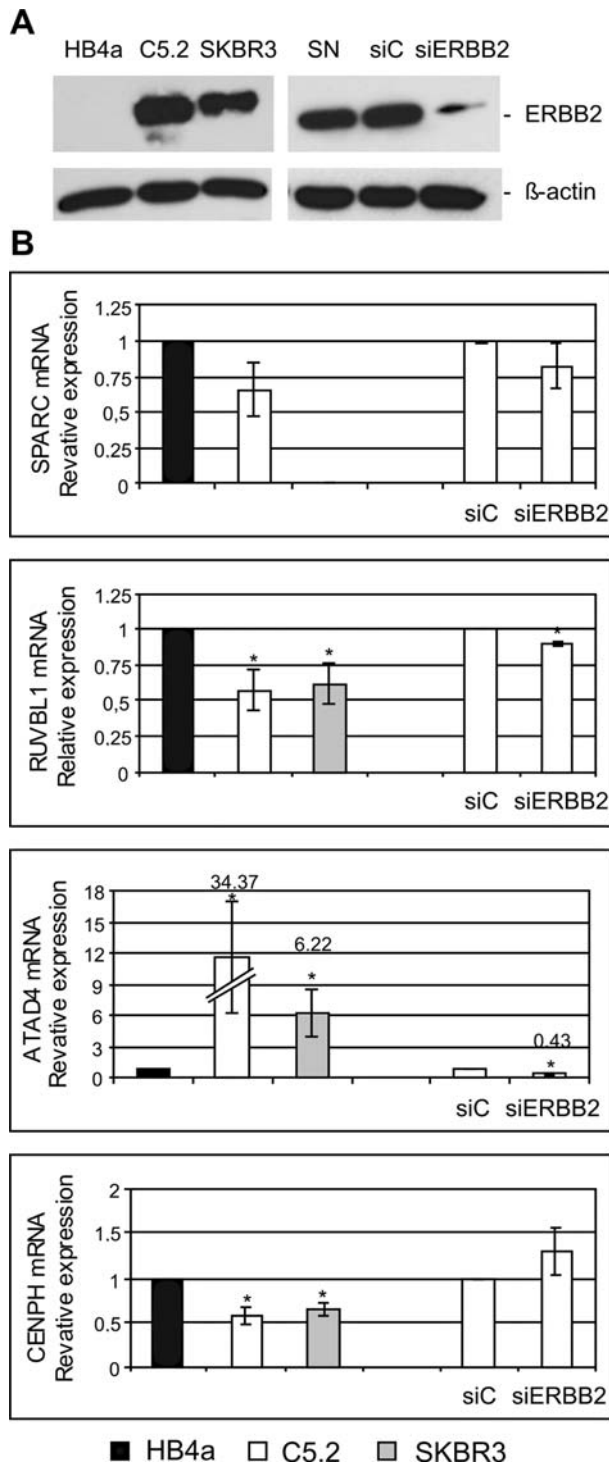 A
HB4a C5.2 SKBR3 SN siC siERBB2
- ERBB2
- ß-actin
B
SPARC mRNA
Revative expression
1.25
1
0.75
0,5
0.25
0
siC siERBB2
RUVBL1 mRNA
Relative expression
1.25
1
0.75
0,5
0.25
0
* * *
siC siERBB2
ATAD4 mRNA
Revative expression
18
15
12
9
6
3
0
34.37
*
6.22
*
0.43
*
siC siERBB2
CENPH mRNA
Revative expression
2
1.5
1
0.5
0
* *
siC siERBB2
HB4a C5.2 SKBR3